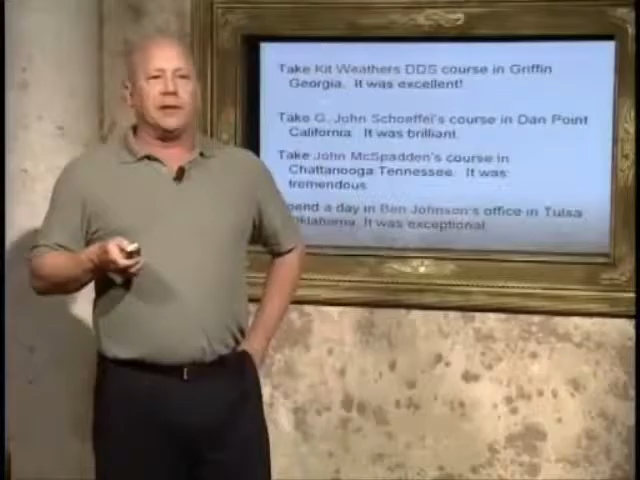 Take Kit Weathers DDS course in Griffin
Georgia. It was excellent!
Take G. John Schoeffel's course in Dan Point
California. It was brilliant.
Take John McSpadden's course in
Chattanooga Tennessee. It was
tremendous
pend a day in Ben Johnson's office in Tulsa
klahoma. It was exceptional